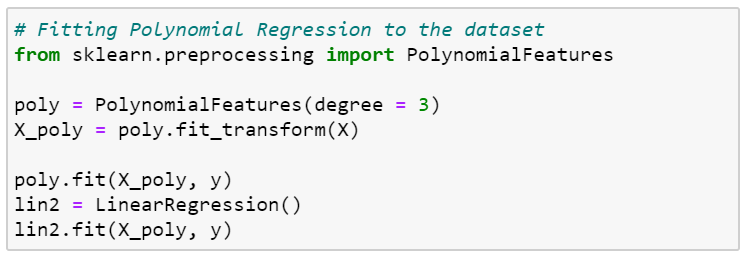 # Fitting Polynomial Regression to the dataset
from sklearn.preprocessing import PolynomialFeatures
poly = PolynomialFeatures(degree = 3)
X_poly = poly.fit_transform(X)
poly.fit(X_poly, y)
lin2 = LinearRegression()
lin2.fit(X_poly, y)